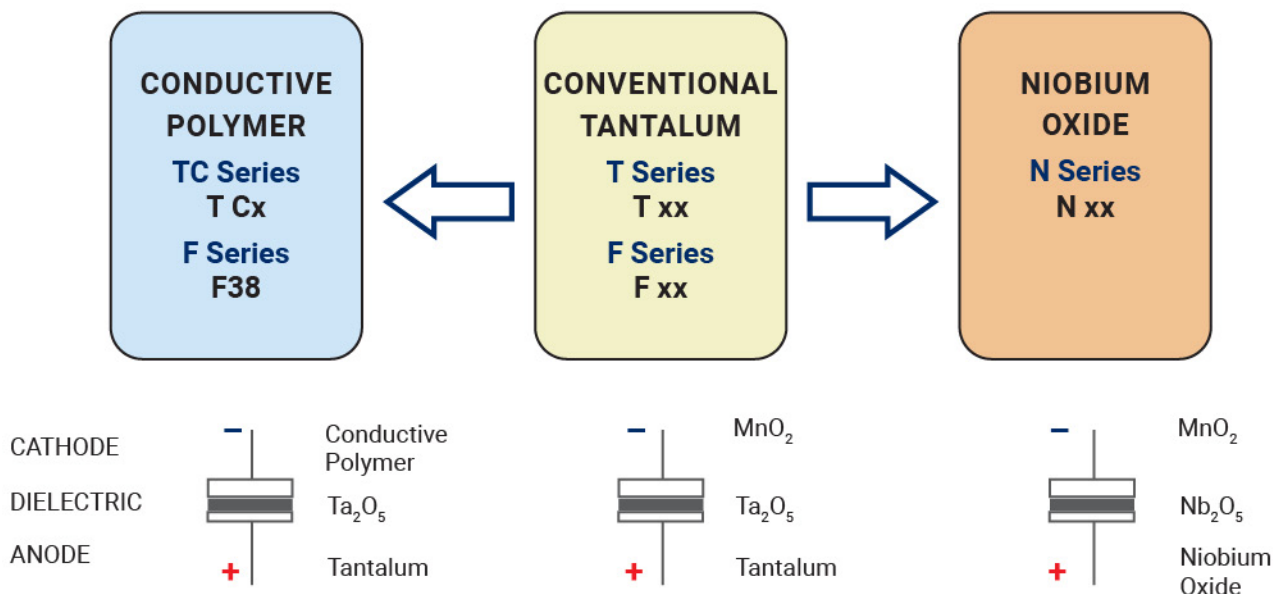 CONDUCTIVE
POLYMER
TC Series
T Cx
F Series
F38
CONVENTIONAL
TANTALUM
T Series
T xx
F Series
F xx
NIOBIUM
OXIDE
N Series
N xx
CATHODE
DIELECTRIC
ANODE
−
Conductive
Polymer
Ta₂O₅
+
Tantalum
−
MnO₂
Ta₂O₅
+
Tantalum
−
MnO₂
Nb₂O₅
+
Niobium
Oxide